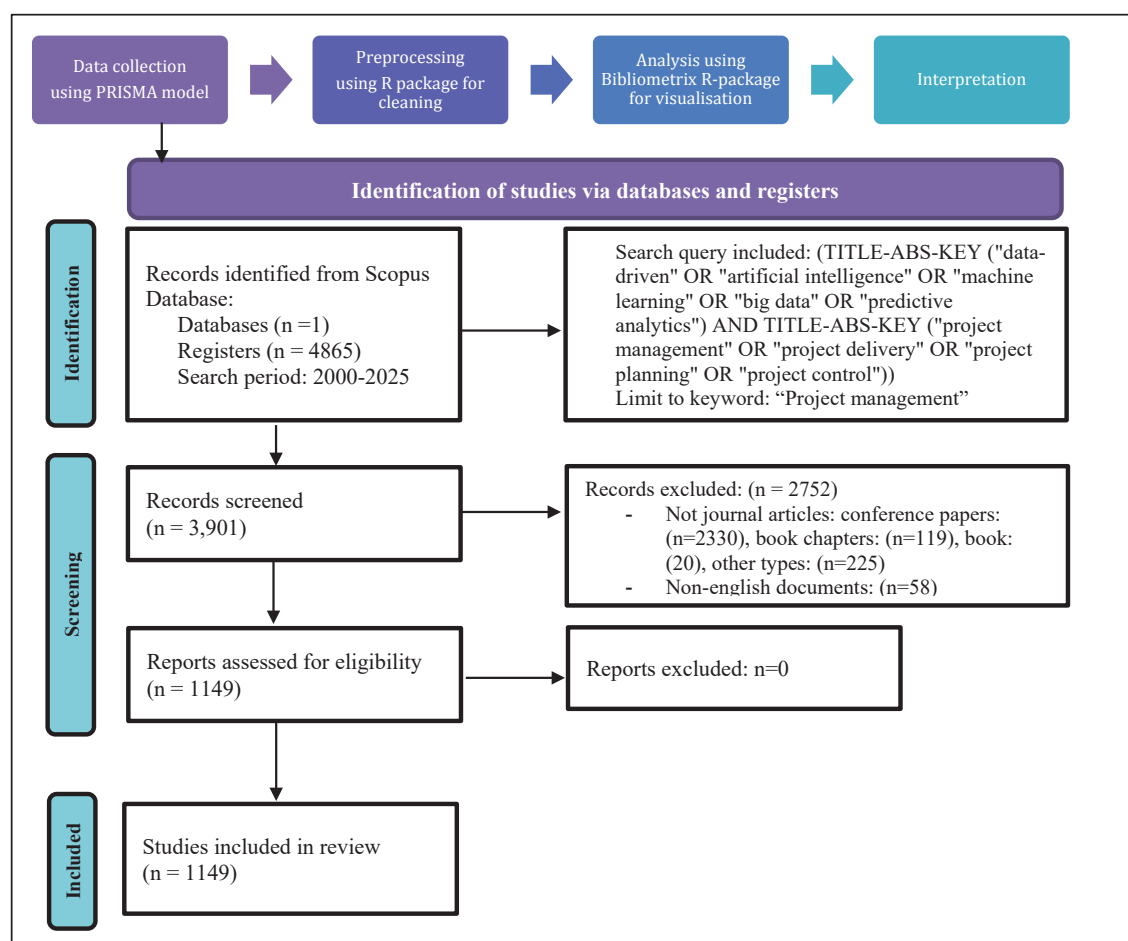 Data collection
using PRISMA model
Preprocessing
using R package for
cleaning
Analysis using
Bibliometrix R-package
for visualisation
Interpretation
Identification of studies via databases and registers
Identification
Records identified from Scopus
Database:
Databases (n =1)
Registers (n = 4865)
Search period: 2000-2025
Search query included: (TITLE-ABS-KEY ("data-
driven" OR "artificial intelligence" OR "machine
learning" OR "big data" OR "predictive
analytics") AND TITLE-ABS-KEY ("project
management" OR "project delivery" OR "project
planning" OR "project control"))
Limit to keyword: “Project management”
Screening
Records screened
(n = 3,901)
Records excluded: (n = 2752)
- Not journal articles: conference papers:
(n=2330), book chapters: (n=119), book:
(20), other types: (n=225)
- Non-english documents: (n=58)
Reports assessed for eligibility
(n = 1149)
Reports excluded: n=0
Included
Studies included in review
(n = 1149)